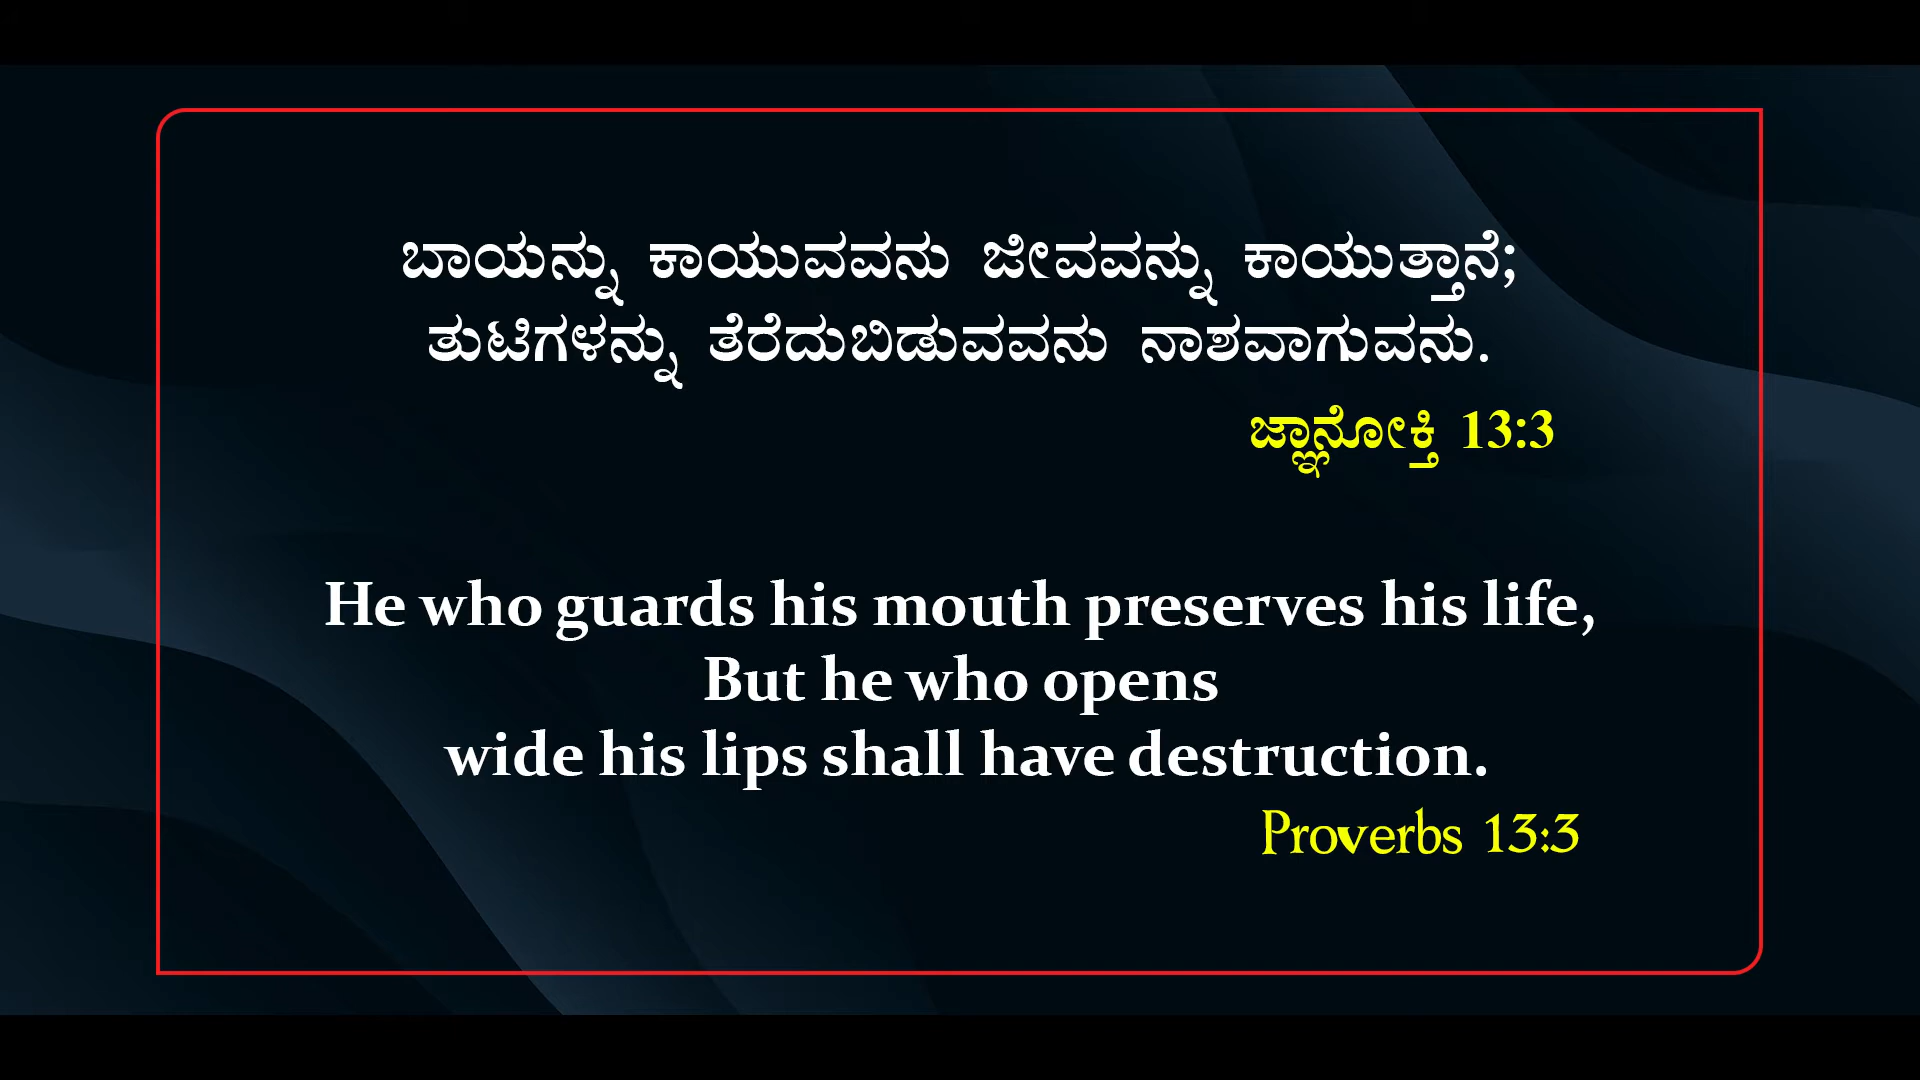 ಬಾಯನ್ನು ಕಾಯುವವನು ಜೀವವನ್ನು ಕಾಯುತ್ತಾನೆ;
ತುಟಿಗಳನ್ನು ತೆರೆದುಬಿಡುವವನು ನಾಶವಾಗುವನು.
ಜ್ಞಾನೋಕ್ತಿ 13:3
He who guards his mouth preserves his life,
But he who opens
wide his lips shall have destruction.
Proverbs 13:3